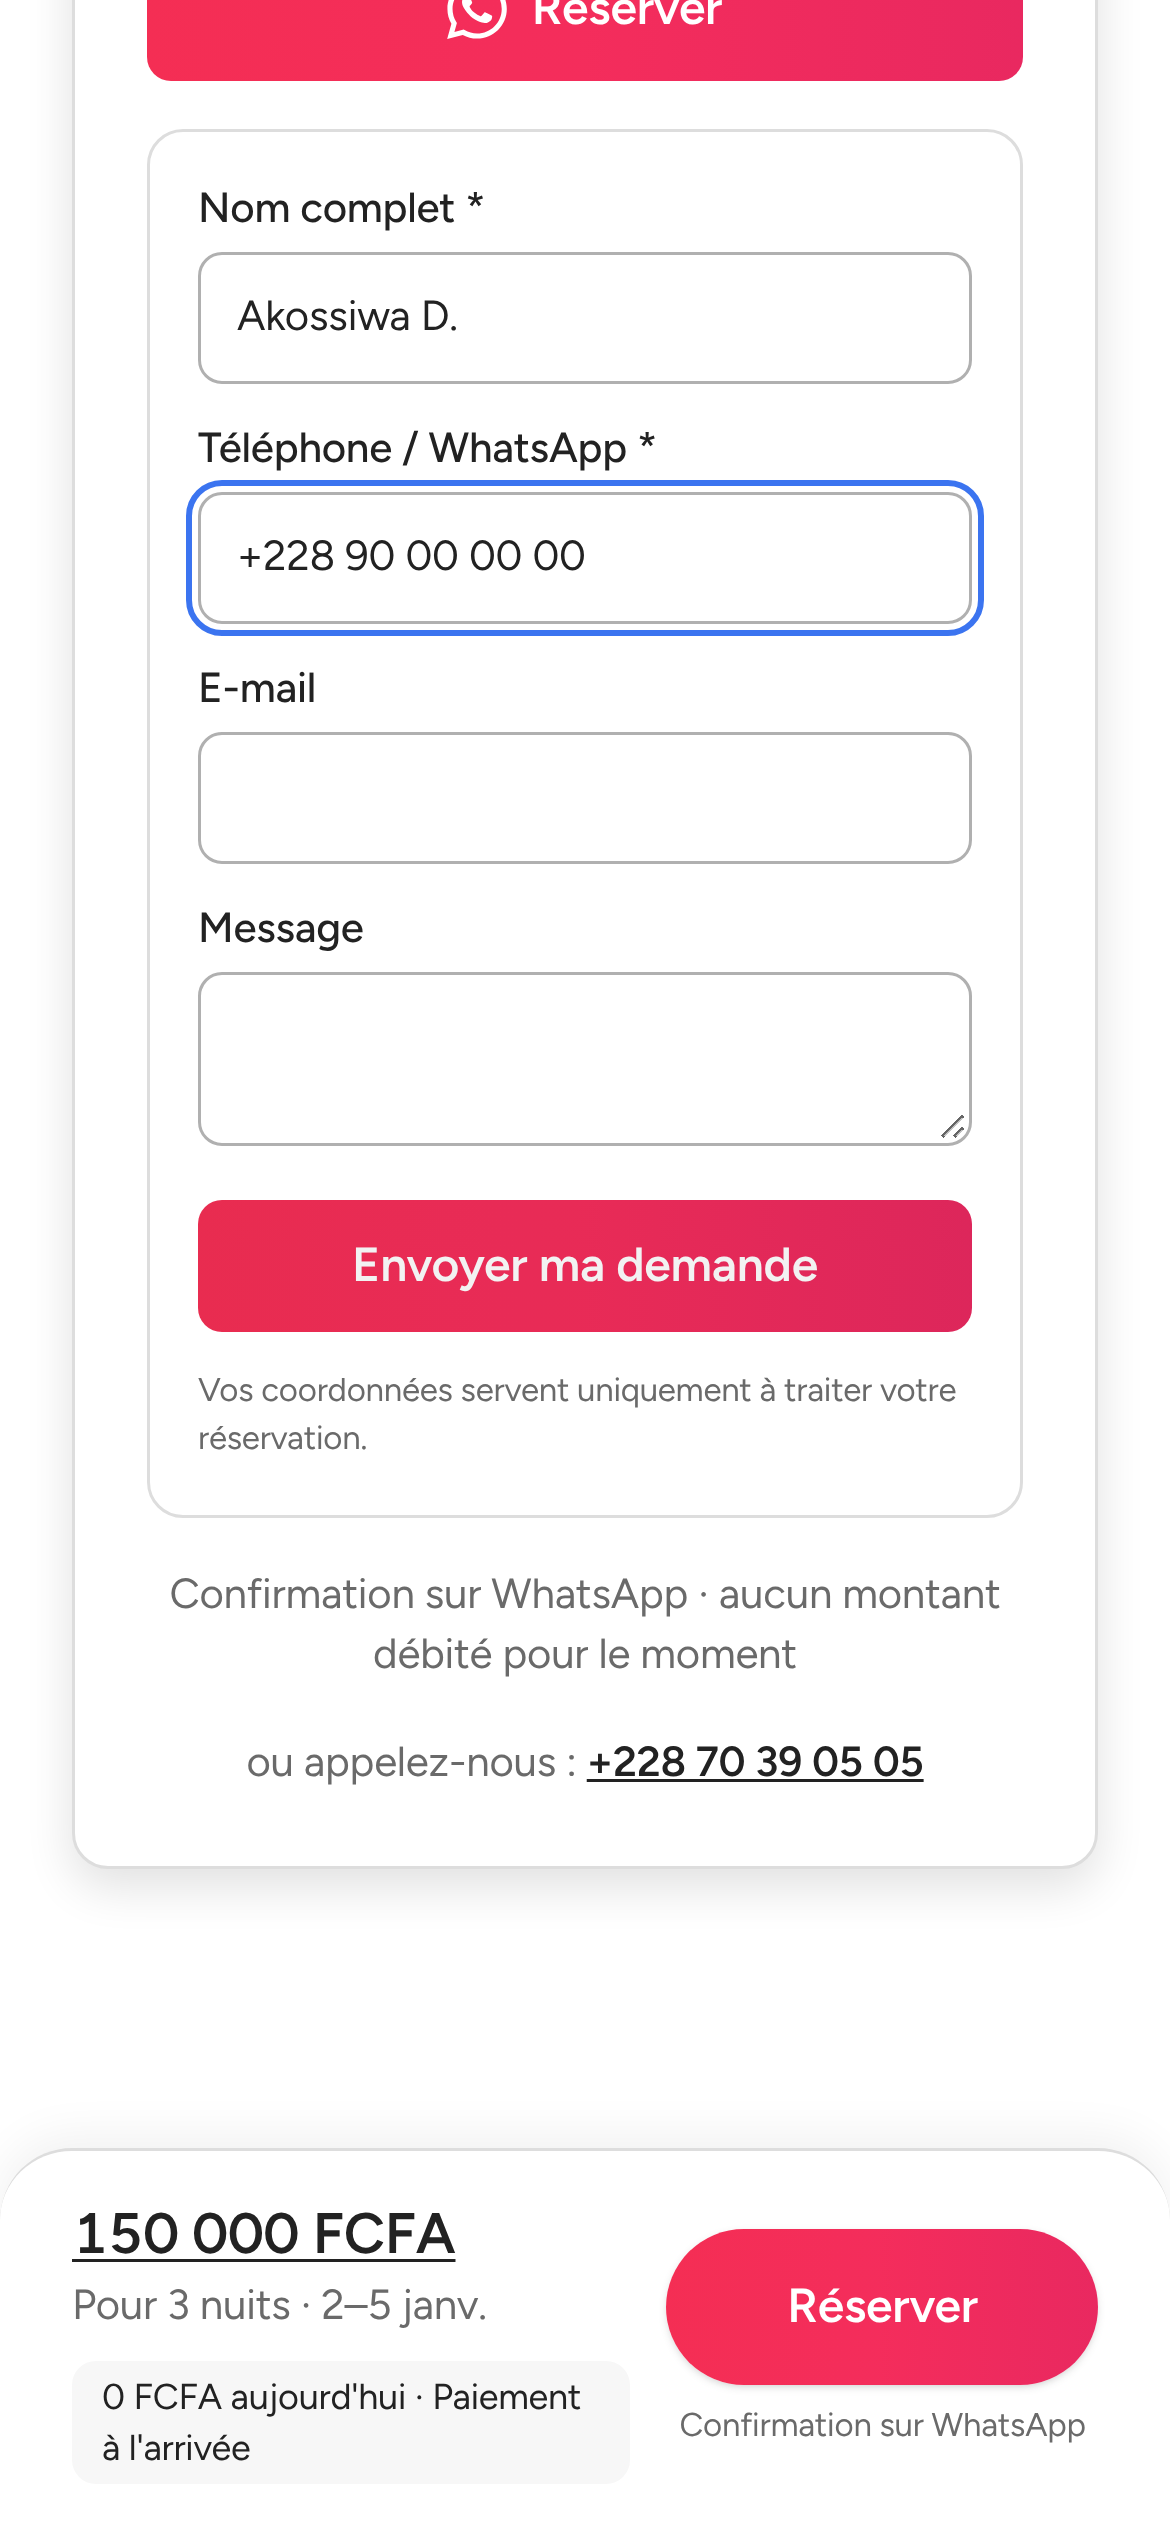 Réserver
Nom complet *
Akossiwa D.
Téléphone / WhatsApp *
+228 90 00 00 00
E-mail
Message
Envoyer ma demande
Vos coordonnées servent uniquement à traiter votre
réservation.
Confirmation sur WhatsApp · aucun montant
débité pour le moment
ou appelez-nous : +228 70 39 05 05
150 000 FCFA
Pour 3 nuits · 2–5 janv.
0 FCFA aujourd'hui · Paiement
à l'arrivée
Réserver
Confirmation sur WhatsApp